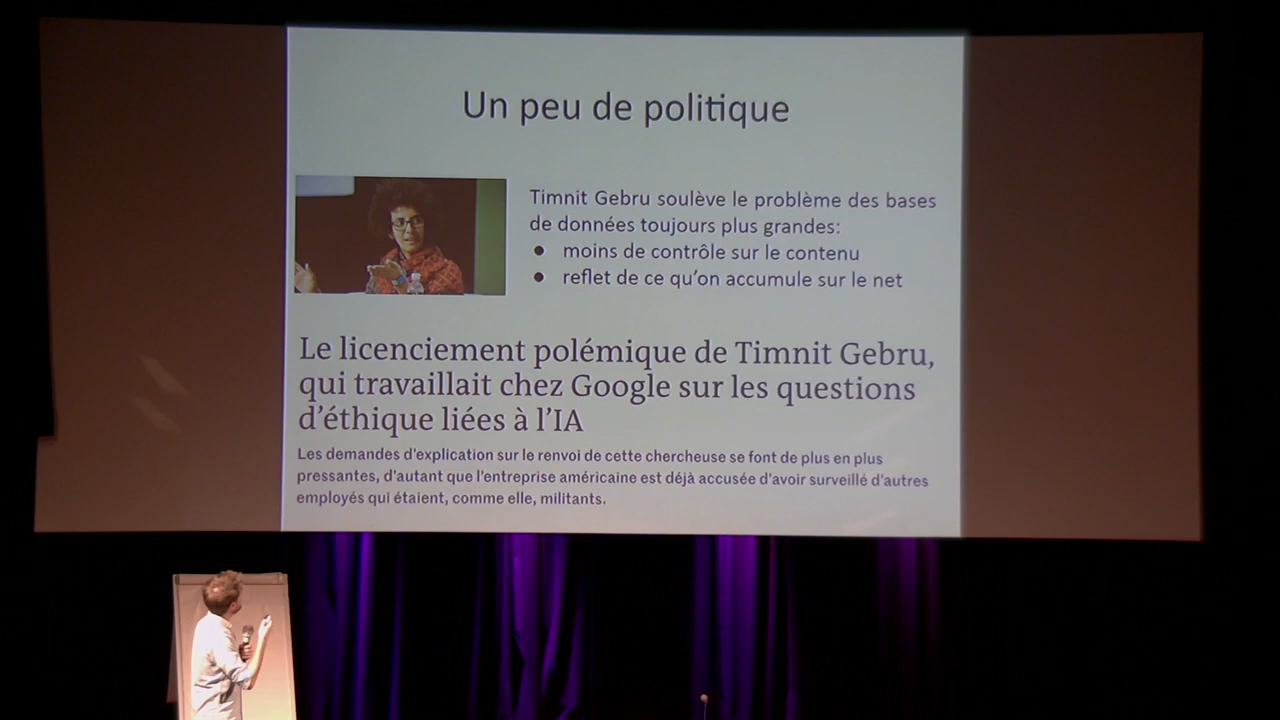 Un peu de politique
Timnit Gebru soulève le problème des bases
de données toujours plus grandes:
● moins de contrôle sur le contenu
● reflet de ce qu'on accumule sur le net
Le licenciement polémique de Timnit Gebru,
qui travaillait chez Google sur les questions
d'éthique liées à l'IA
Les demandes d'explication sur le renvoi de cette chercheuse se font de plus en plus
pressantes, d'autant que l'entreprise américaine est déjà accusée d'avoir surveillé d'autres
employés qui étaient, comme elle, militants.